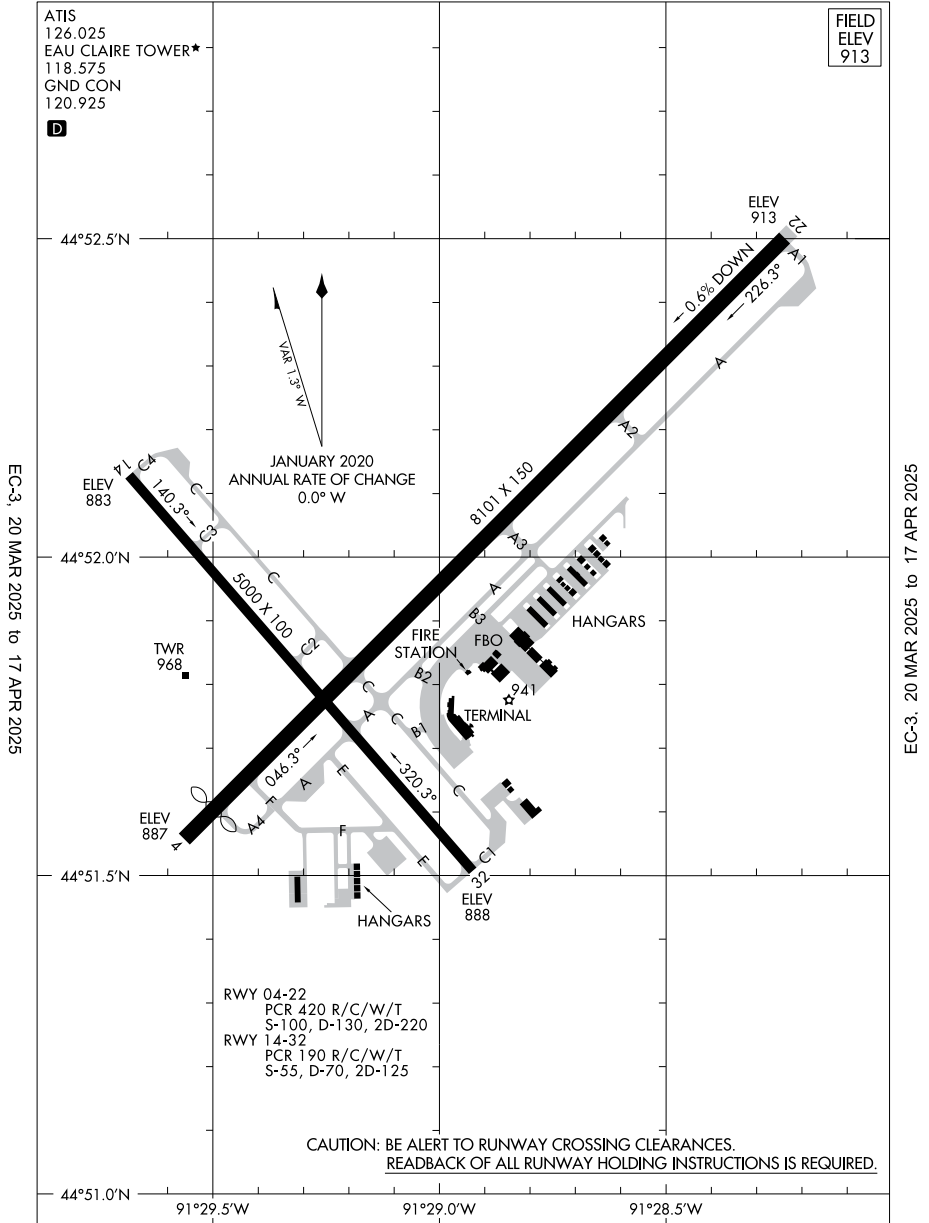 ATIS
126.025
EAU CLAIRE TOWER★
118.575
GND CON
120.925
D
FIELD
ELEV
913
ELEV
913
22
44°52.5'N
A1
0.6% DOWN
226.3°
A
VAR 1.3° W
A2
JANUARY 2020
ANNUAL RATE OF CHANGE
0.0° W
8101 X 150
14
C4
ELEV
883
C
140.3°
C3
A3
44°52.0'N
C
5000 X 100
A
B3
HANGARS
FIRE
STATION
FBO
C2
TWR
968
B2
C
941
TERMINAL
A
C
B1
046.3°
E
320.3°
A
C
F
A4
ELEV
887
4
F
E
C1
32
44°51.5'N
ELEV
888
HANGARS
RWY 04-22
PCR 420 R/C/W/T
S-100, D-130, 2D-220
RWY 14-32
PCR 190 R/C/W/T
S-55, D-70, 2D-125
CAUTION: BE ALERT TO RUNWAY CROSSING CLEARANCES.
READBACK OF ALL RUNWAY HOLDING INSTRUCTIONS IS REQUIRED.
44°51.0'N
91°29.5'W
91°29.0'W
91°28.5'W
EC-3, 20 MAR 2025 to 17 APR 2025
EC-3, 20 MAR 2025 to 17 APR 2025